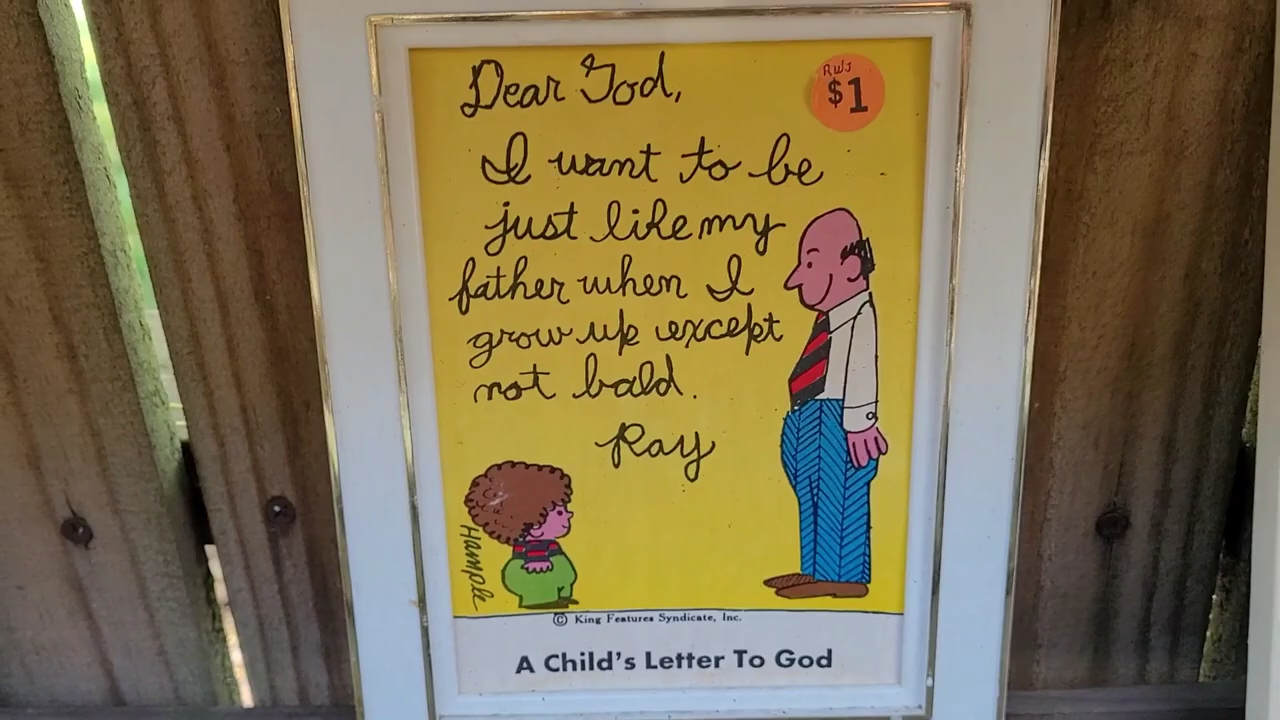 Dear God,
RWJ
$1
I want to be
just like my
father when I
grow up except
not bald.
Ray
Hample
© King Features Syndicate, Inc.
A Child's Letter To God